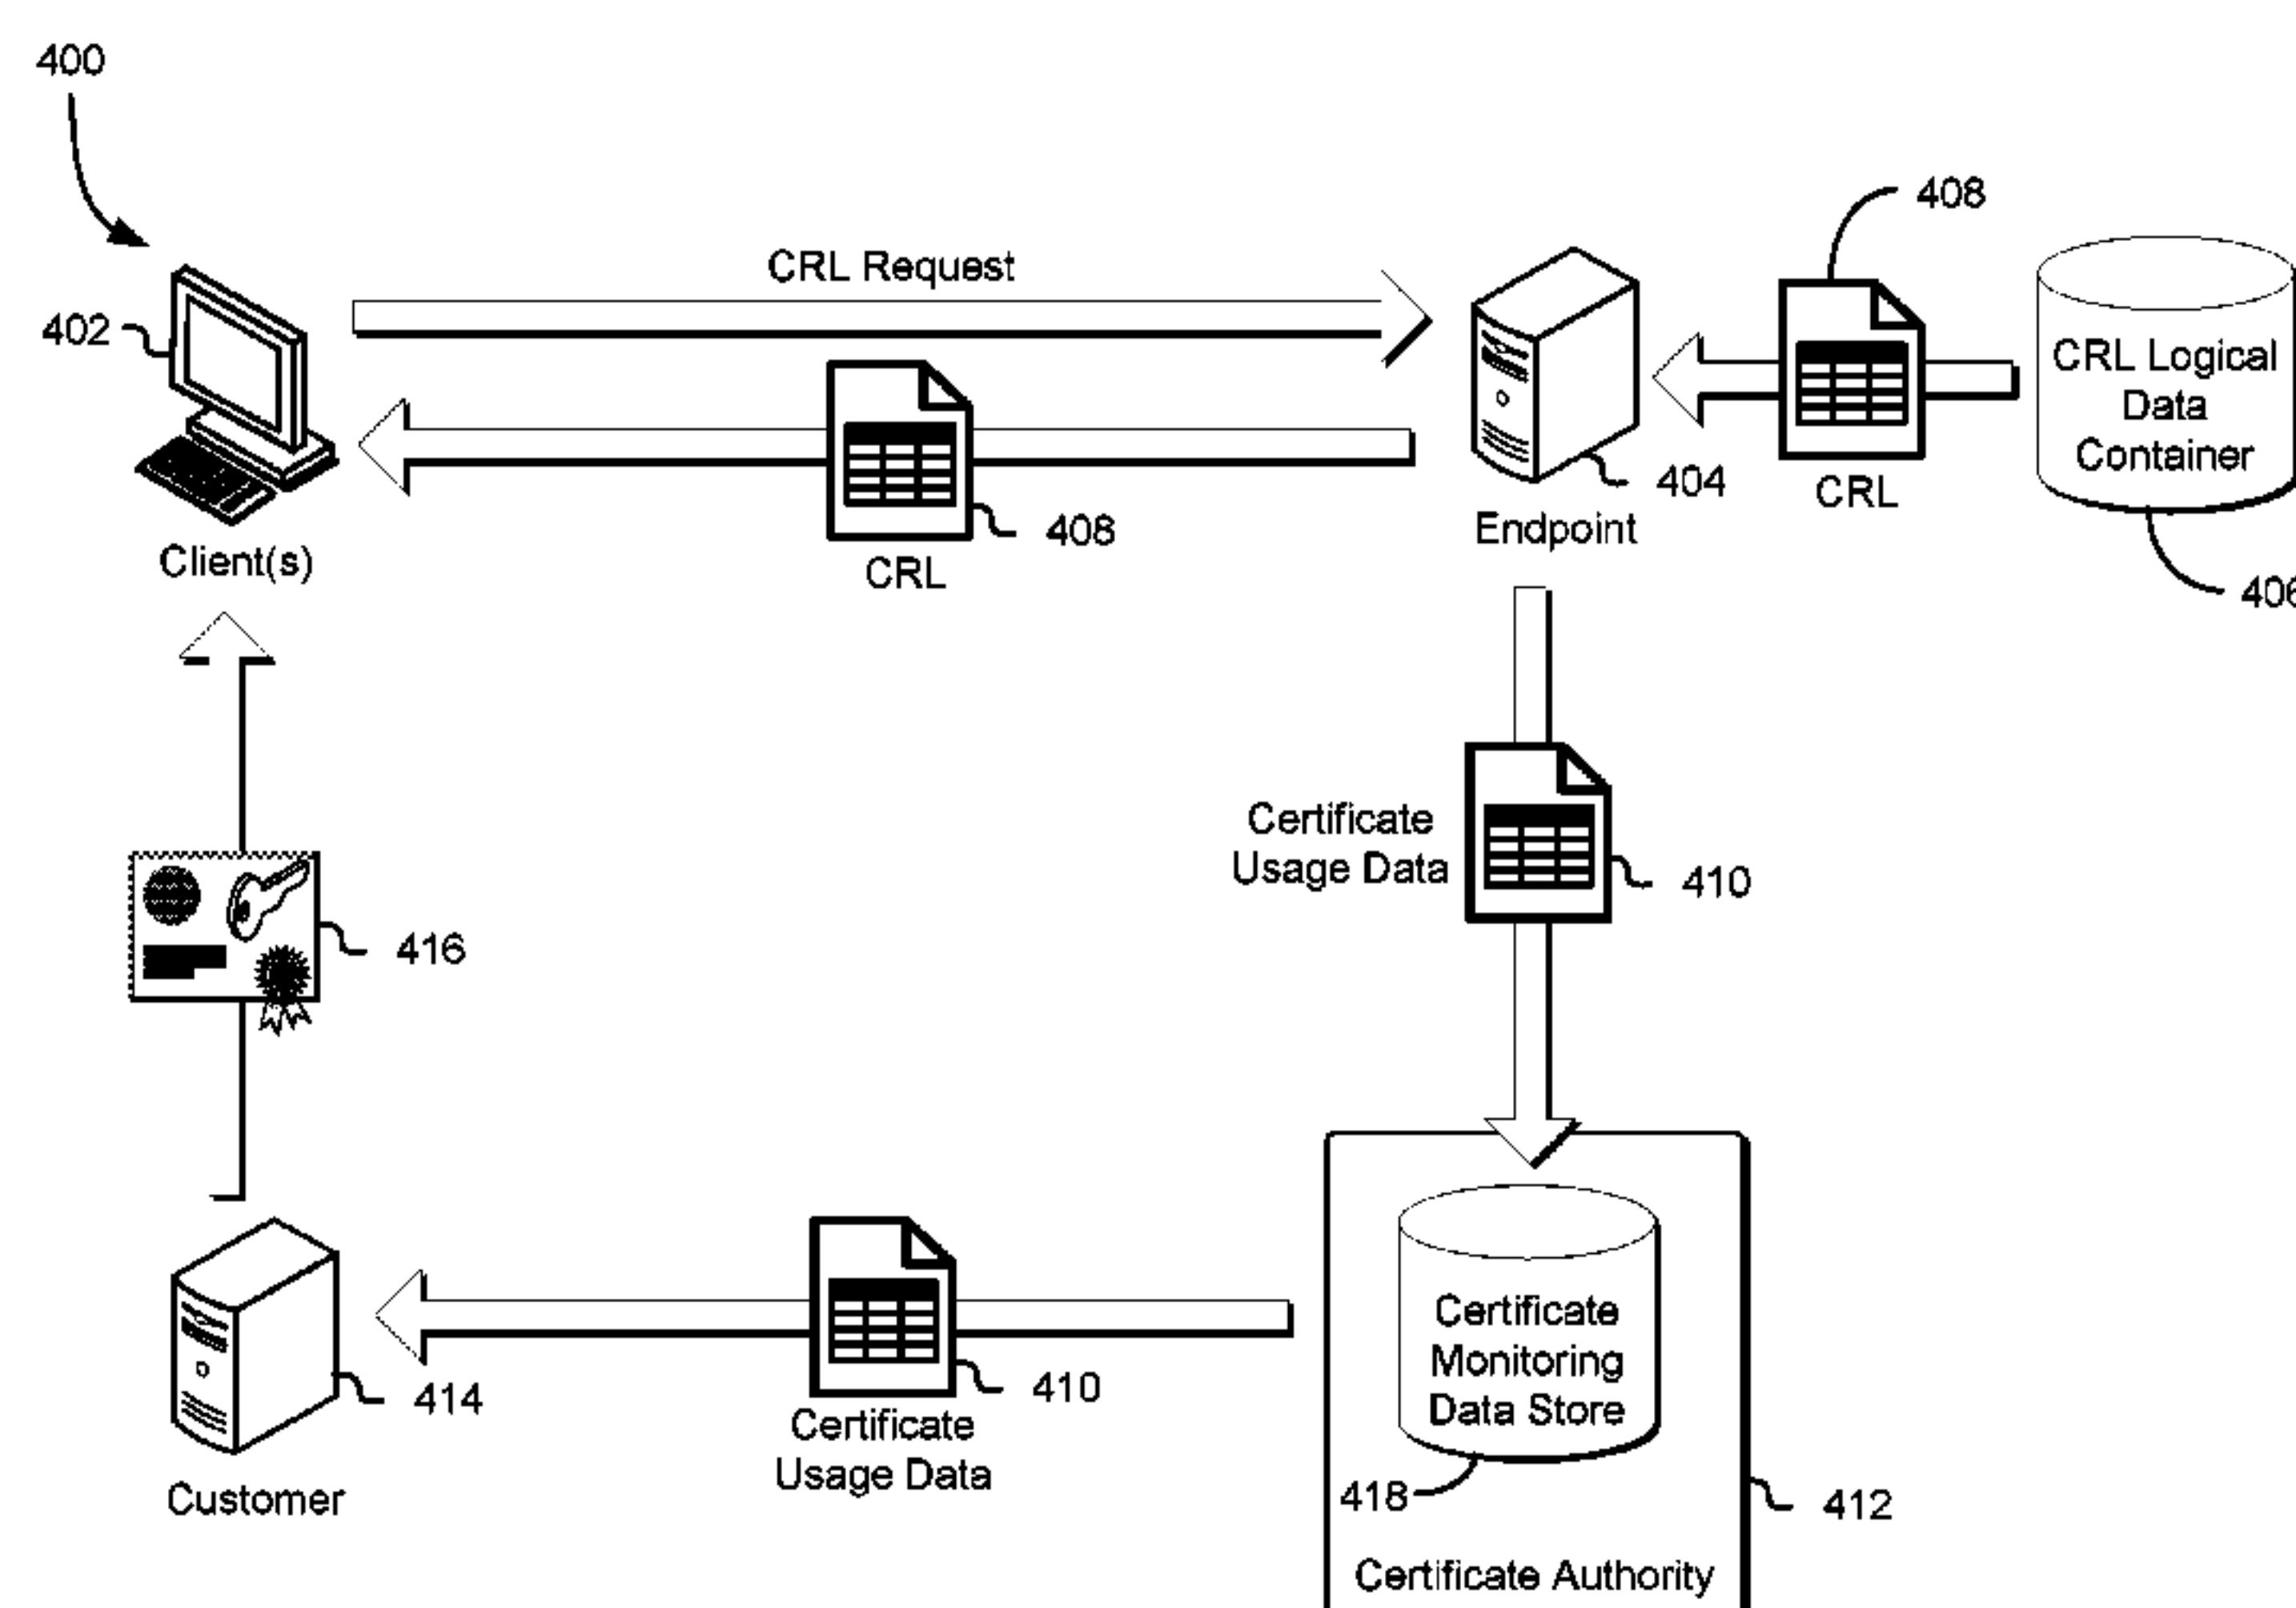 400
408
CRL Request
402
CRL Logical
Data
Container
404
CRL
408
Endpoint
Client(s)
CRL
406
Certificate
Usage Data
410
416
Certificate
Monitoring
Data Store
410
414
Certificate
Usage Data
418
412
Customer
Certificate Authority